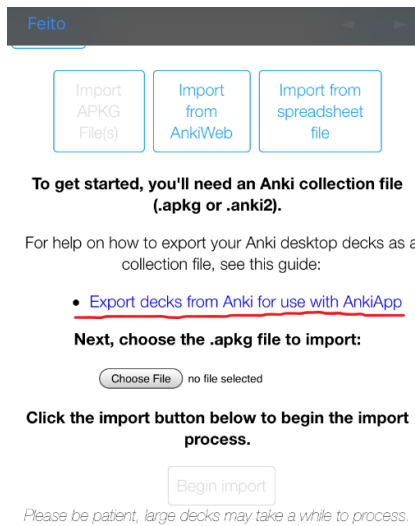 Feito
Import
APKG
File(s)
Import
from
AnkiWeb
Import from
spreadsheet
file
To get started, you'll need an Anki collection file
(.apkg or .anki2).
For help on how to export your Anki desktop decks as a
collection file, see this guide:
• Export decks from Anki for use with AnkiApp
Next, choose the .apkg file to import:
Choose File no file selected
Click the import button below to begin the import
process.
Begin import
Please be patient, large decks may take a while to process.